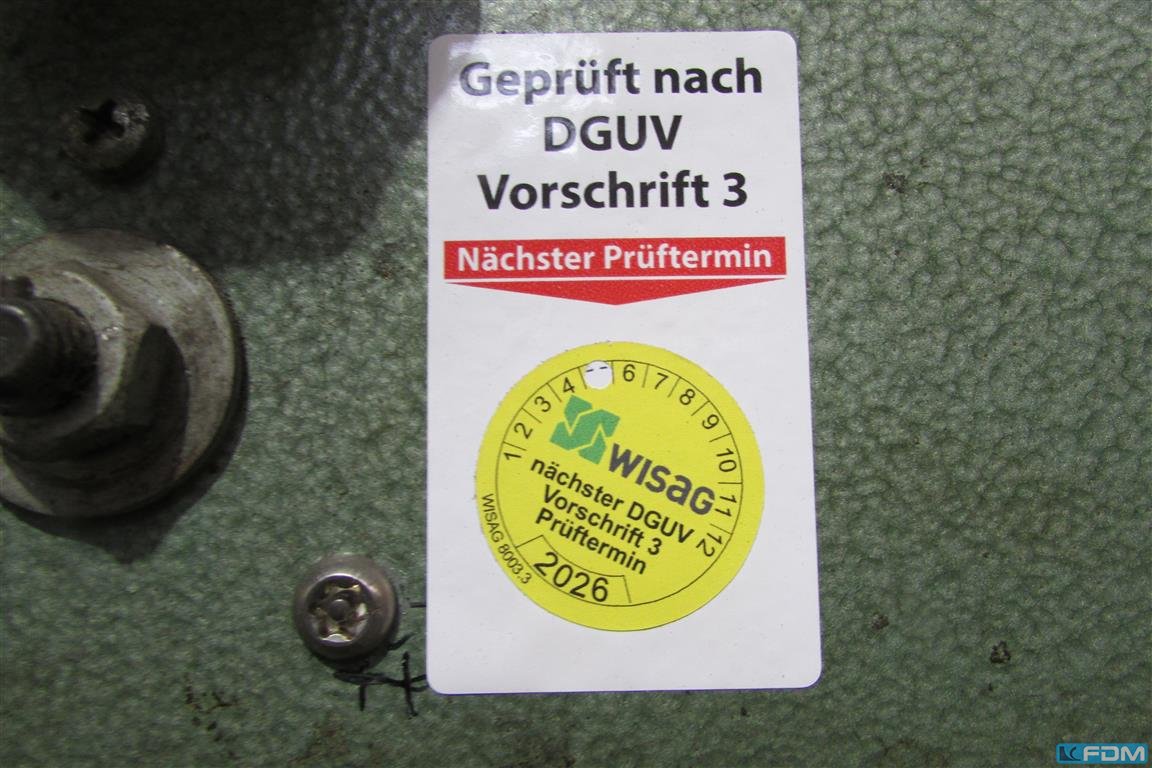 Geprüft nach
DGUV
Vorschrift 3
Nächster Prüftermin
1 2 3 4 6 7 8 9 10 11 12
WISAG
nächster DGUV
Vorschrift 3
Prüftermin
2026
WISAG 8003.3
FDM